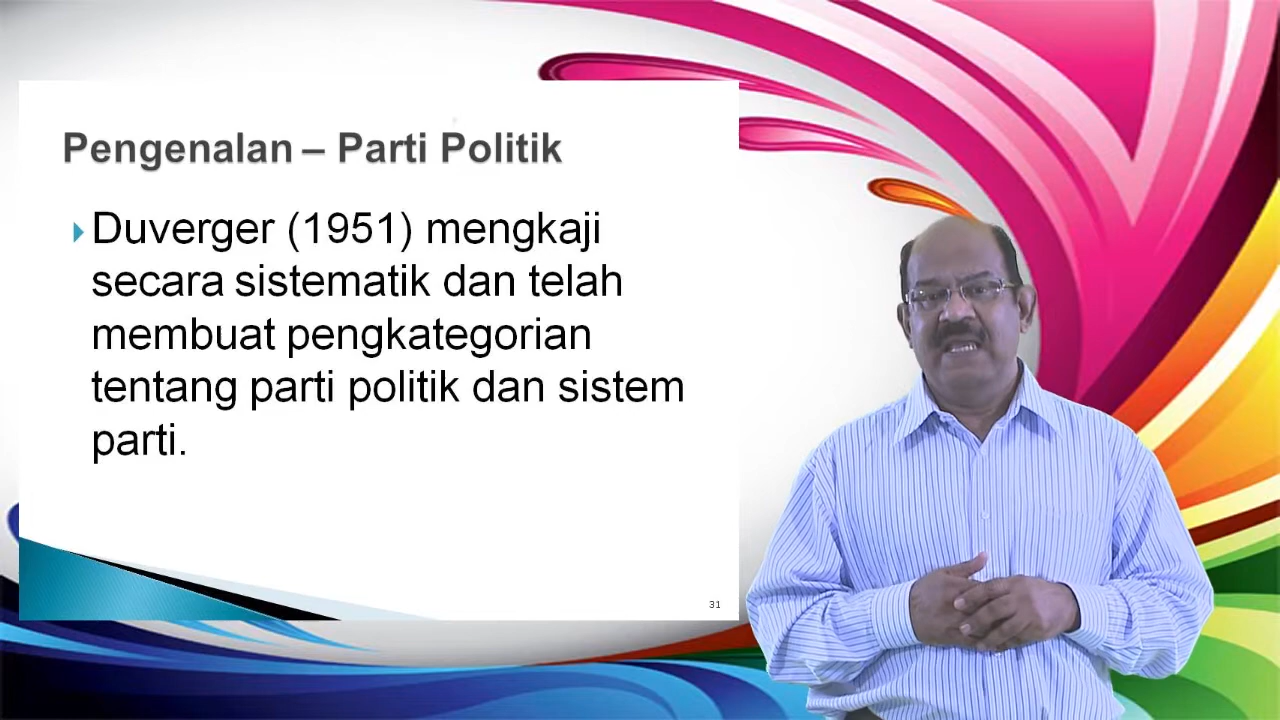 Pengenalan – Parti Politik
Duverger (1951) mengkaji
secara sistematik dan telah
membuat pengkategorian
tentang parti politik dan sistem
parti.
31